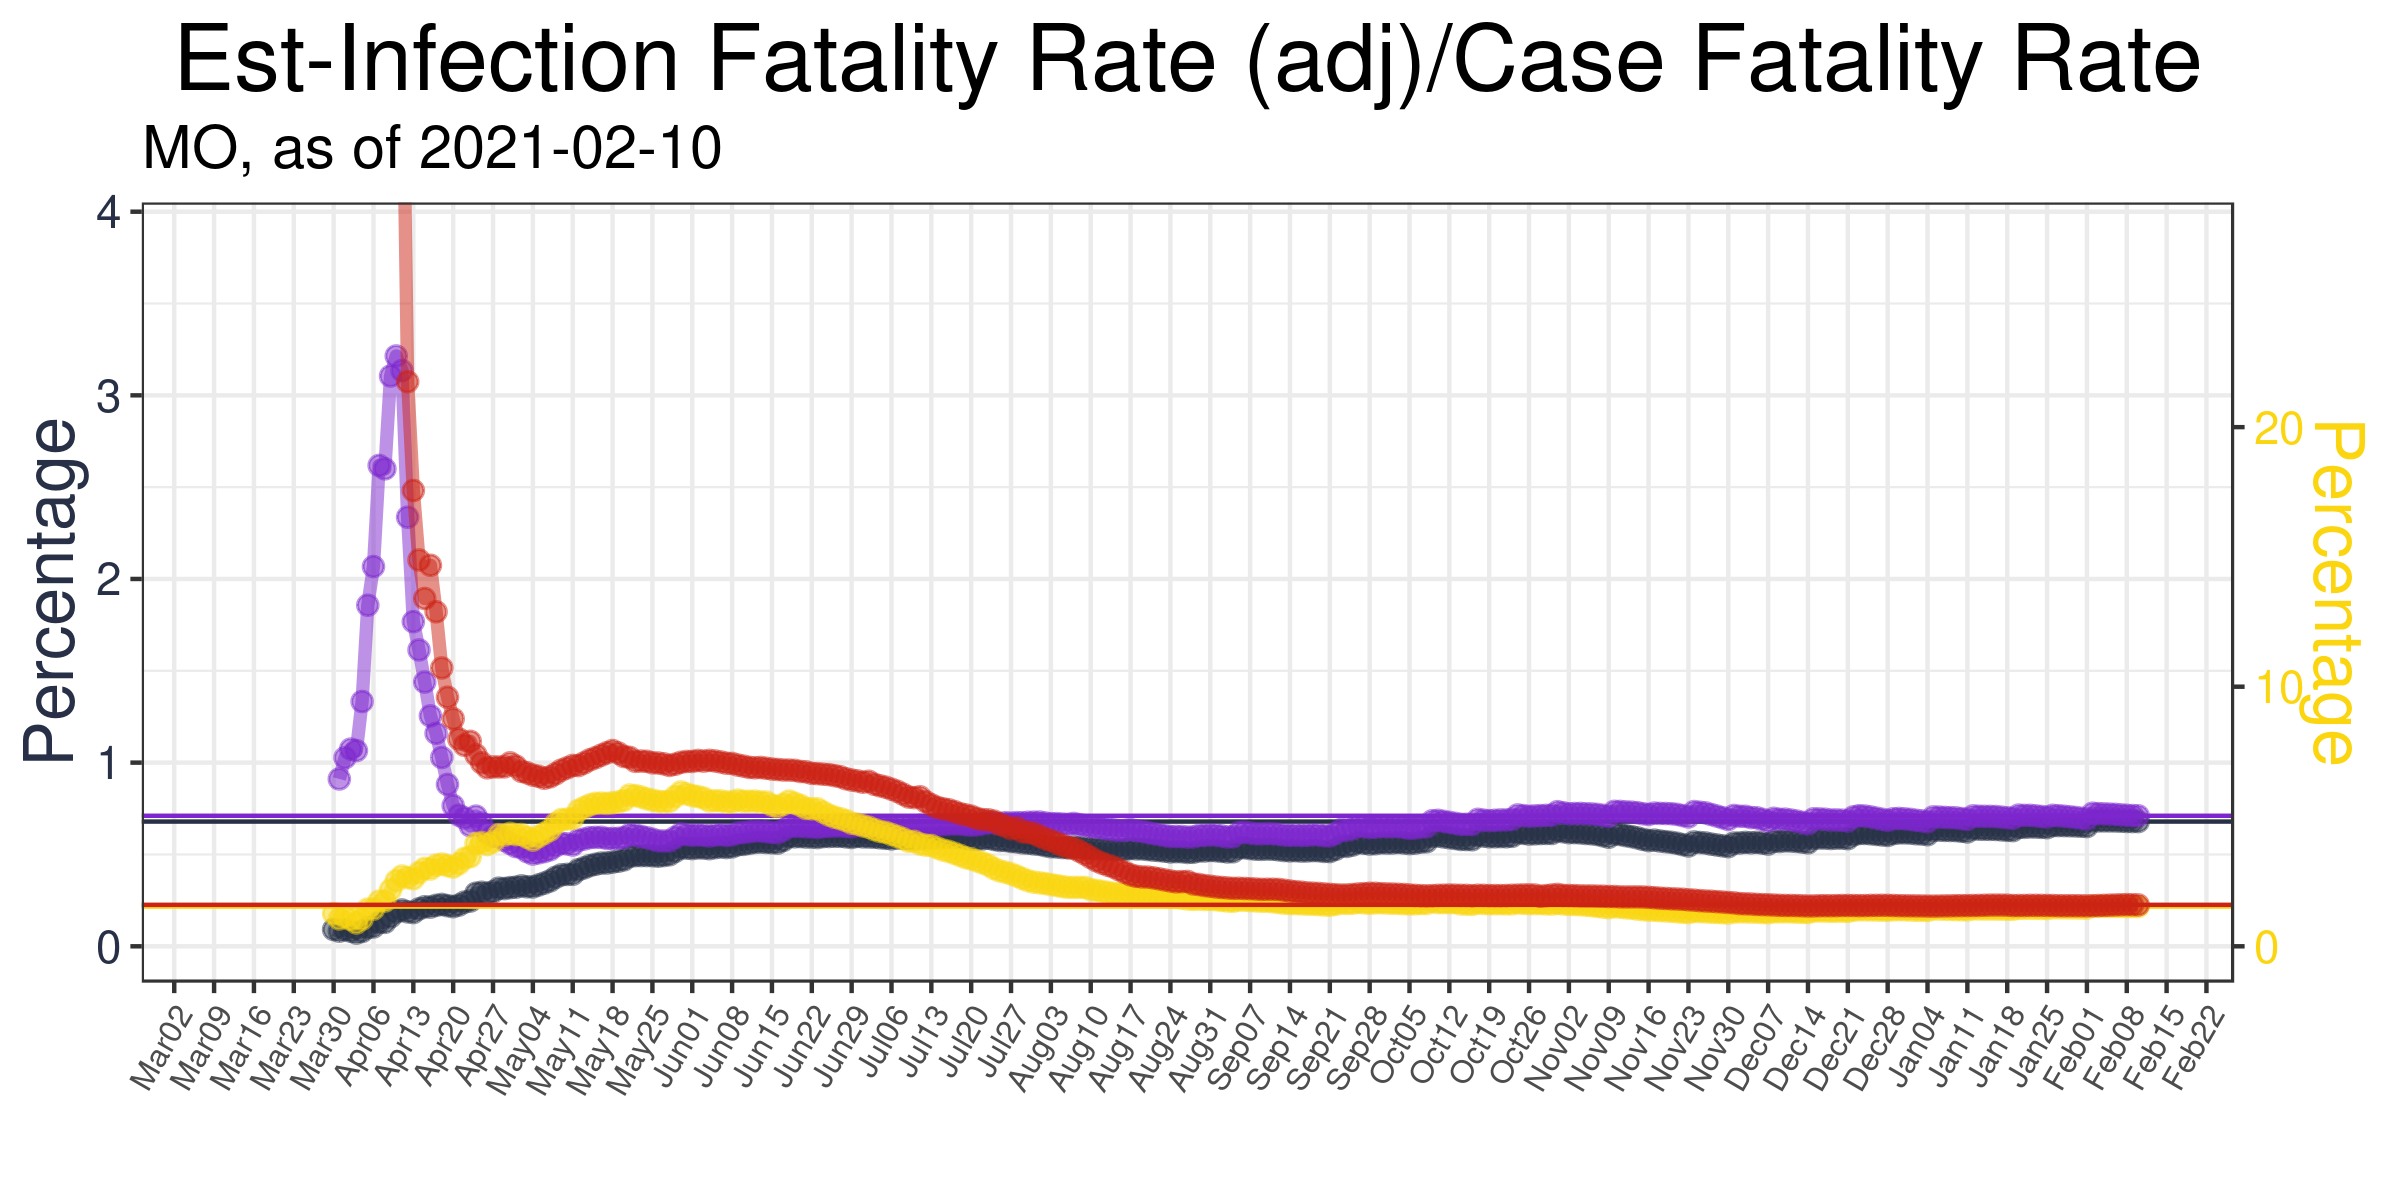 Est-Infection Fatality Rate (adj)/Case Fatality Rate
MO, as of 2021-02-10
Percentage
4
3
2
1
0
20
10
0
Percentage
Mar02 Mar09 Mar16 Mar23 Mar30 Apr06 Apr13 Apr20 Apr27 May04 May11 May18 May25 Jun01 Jun08 Jun15 Jun22 Jun29 Jul06 Jul13 Jul20 Jul27 Aug03 Aug10 Aug17 Aug24 Aug31 Sep07 Sep14 Sep21 Sep28 Oct05 Oct12 Oct19 Oct26 Nov02 Nov09 Nov16 Nov23 Nov30 Dec07 Dec14 Dec21 Dec28 Jan04 Jan11 Jan18 Jan25 Feb01 Feb08 Feb15 Feb22